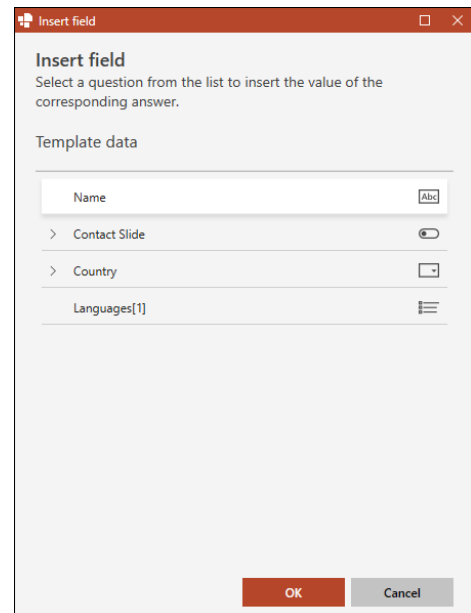 Insert field
Insert field
Select a question from the list to insert the value of the
corresponding answer.
Template data
Name
Abc
Contact Slide
Country
Languages[1]
OK
Cancel